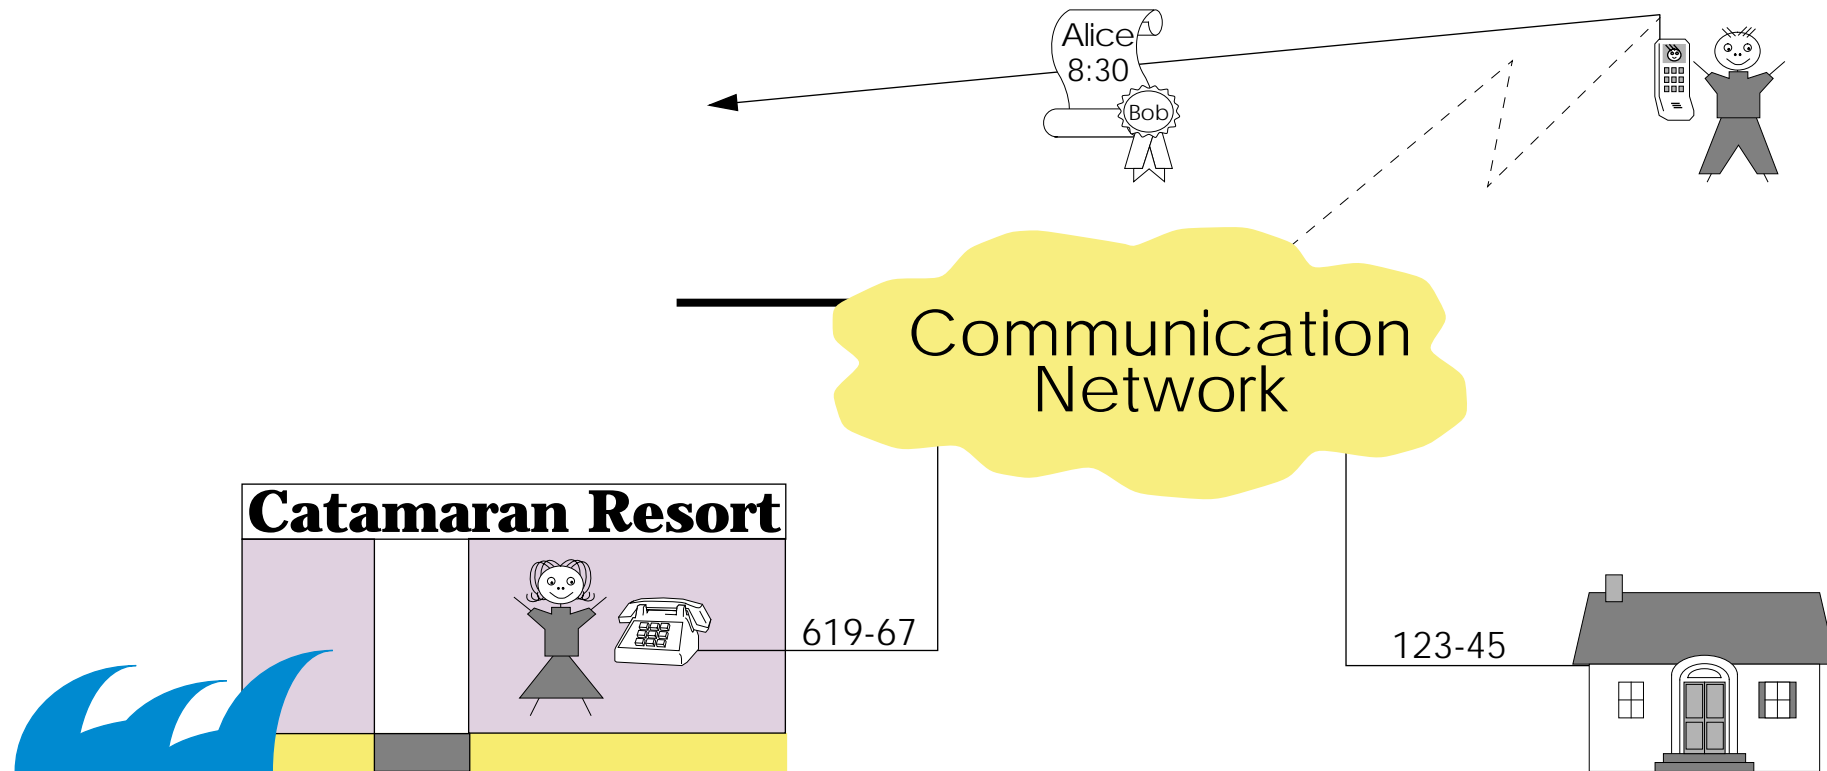 Alice
8:30
Bob
Communication
Network
Catamaran Resort
619-67
123-45